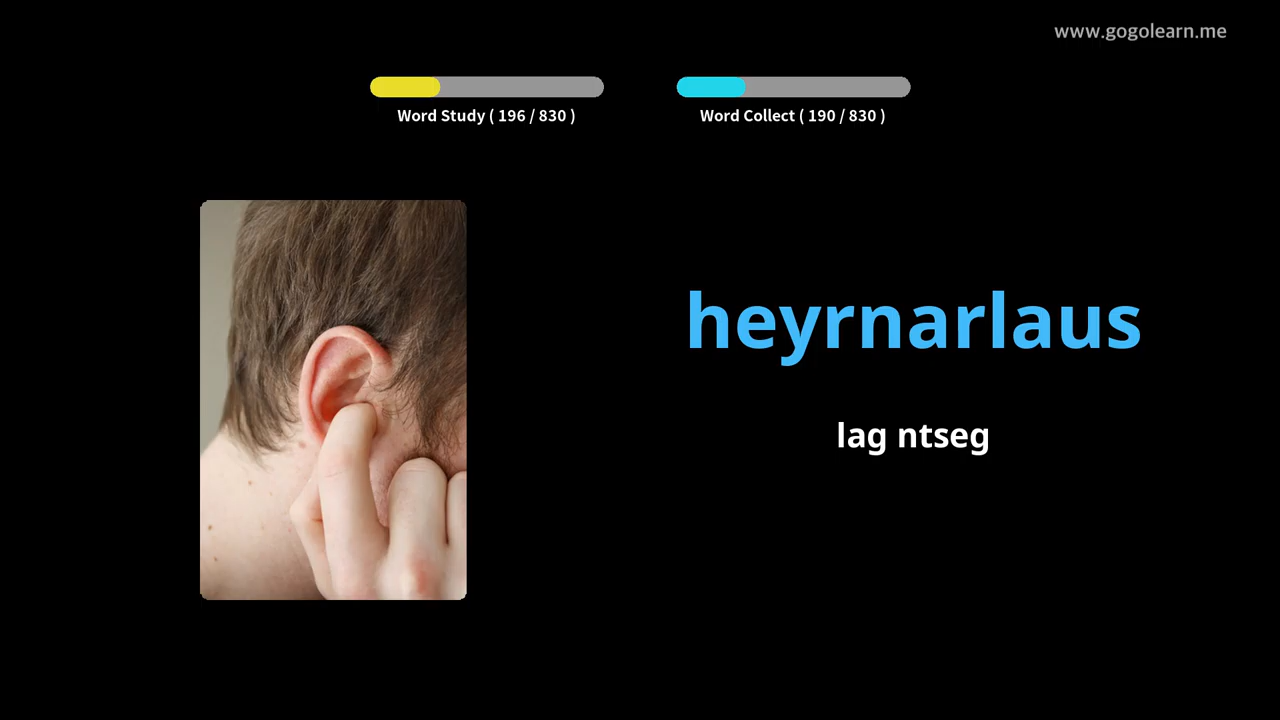 www.gogolearn.me
Word Study ( 196 / 830 )
Word Collect ( 190 / 830 )
heyrnarlaus
lag ntseg